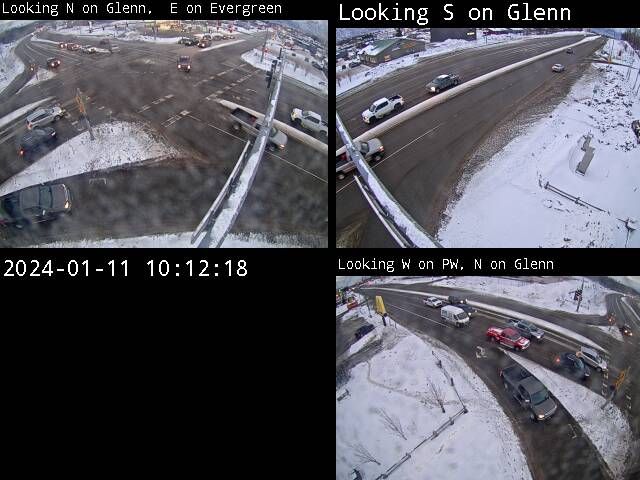 Looking N on Glenn,  E on Evergreen
Looking S on Glenn
2024-01-11 10:12:18
Looking W on PW, N on Glenn